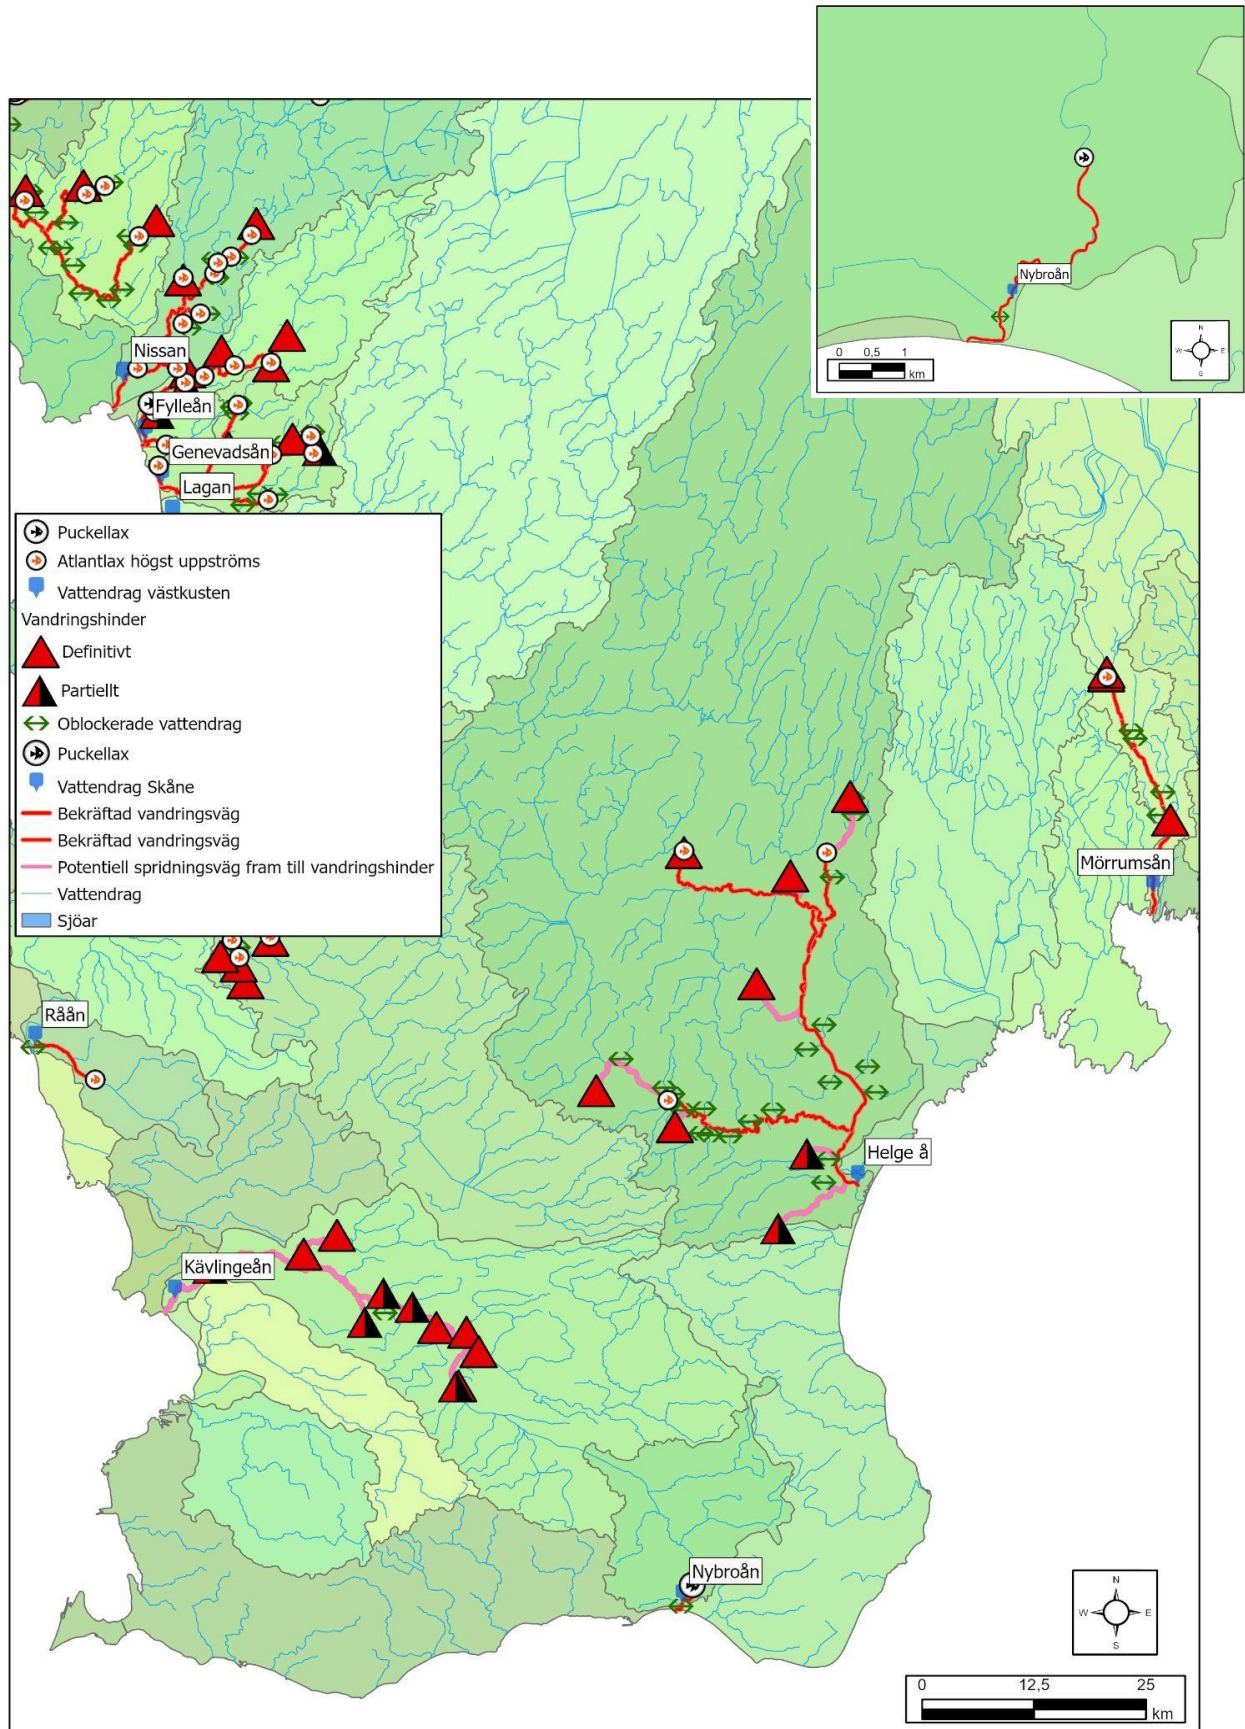 Nybroån
0 0,5 1
km
N
W E
S
Nissan
Fylleån
Genevadsån
Lagan
Puckellax
Atlantlax högst uppströms
Vattendrag västkusten
Vandringshinder
Definitivt
Partiellt
Oblockerade vattendrag
Puckellax
Vattendrag Skåne
Bekräftad vandringsväg
Bekräftad vandringsväg
Potentiell spridningsväg fram till vandringshinder
Vattendrag
Sjöar
Mörrumsån
Råån
Helge å
Kävlingeån
Nybroån
N
W E
S
0 12,5 25
km